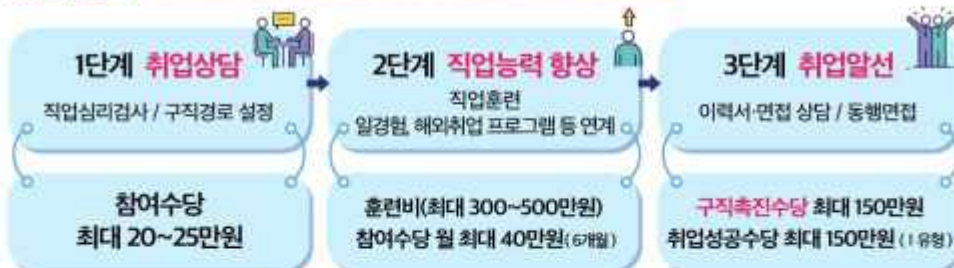 1단계 취업상담
직업심리검사 / 구직경로 설정
참여수당
최대 20~25만원
2단계 직업능력 향상
직업훈련
일경험, 해외취업 프로그램 등 연계
훈련비(최대 300~500만원)
참여수당 월 최대 40만원(6개월)
3단계 취업알선
이력서·면접 상담 / 동행면접
구직촉진수당 최대 150만원
취업성공수당 최대 150만원 (1유형)